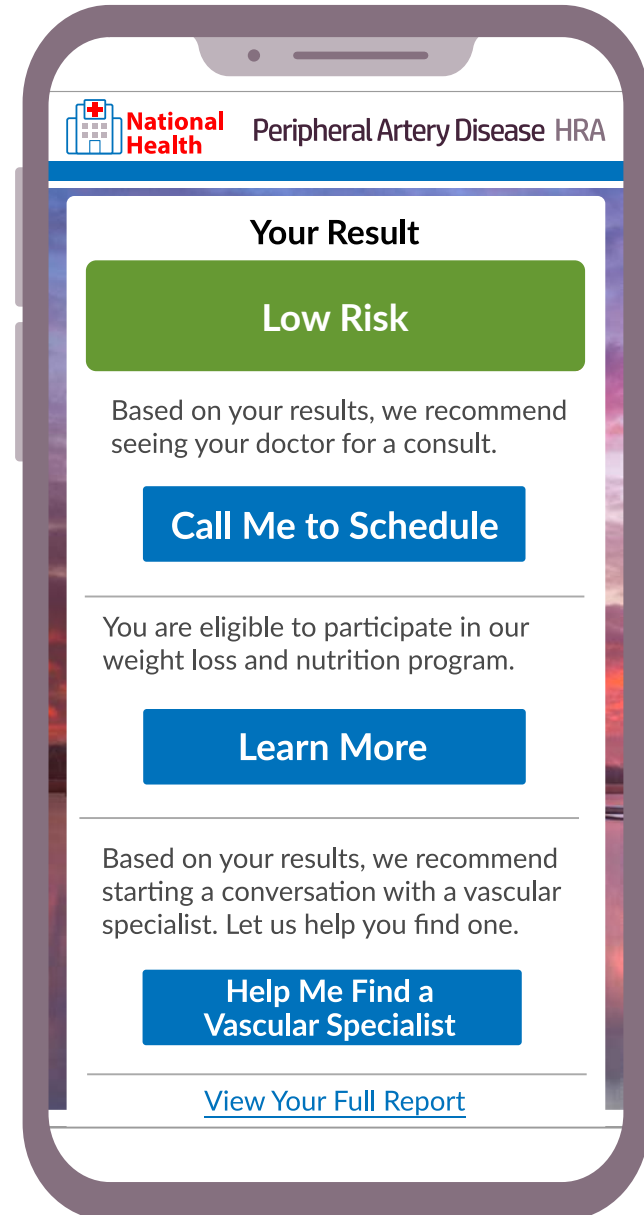 National
Health
Peripheral Artery Disease HRA
Your Result
Low Risk
Based on your results, we recommend
seeing your doctor for a consult.
Call Me to Schedule
You are eligible to participate in our
weight loss and nutrition program.
Learn More
Based on your results, we recommend
starting a conversation with a vascular
specialist. Let us help you find one.
Help Me Find a
Vascular Specialist
View Your Full Report